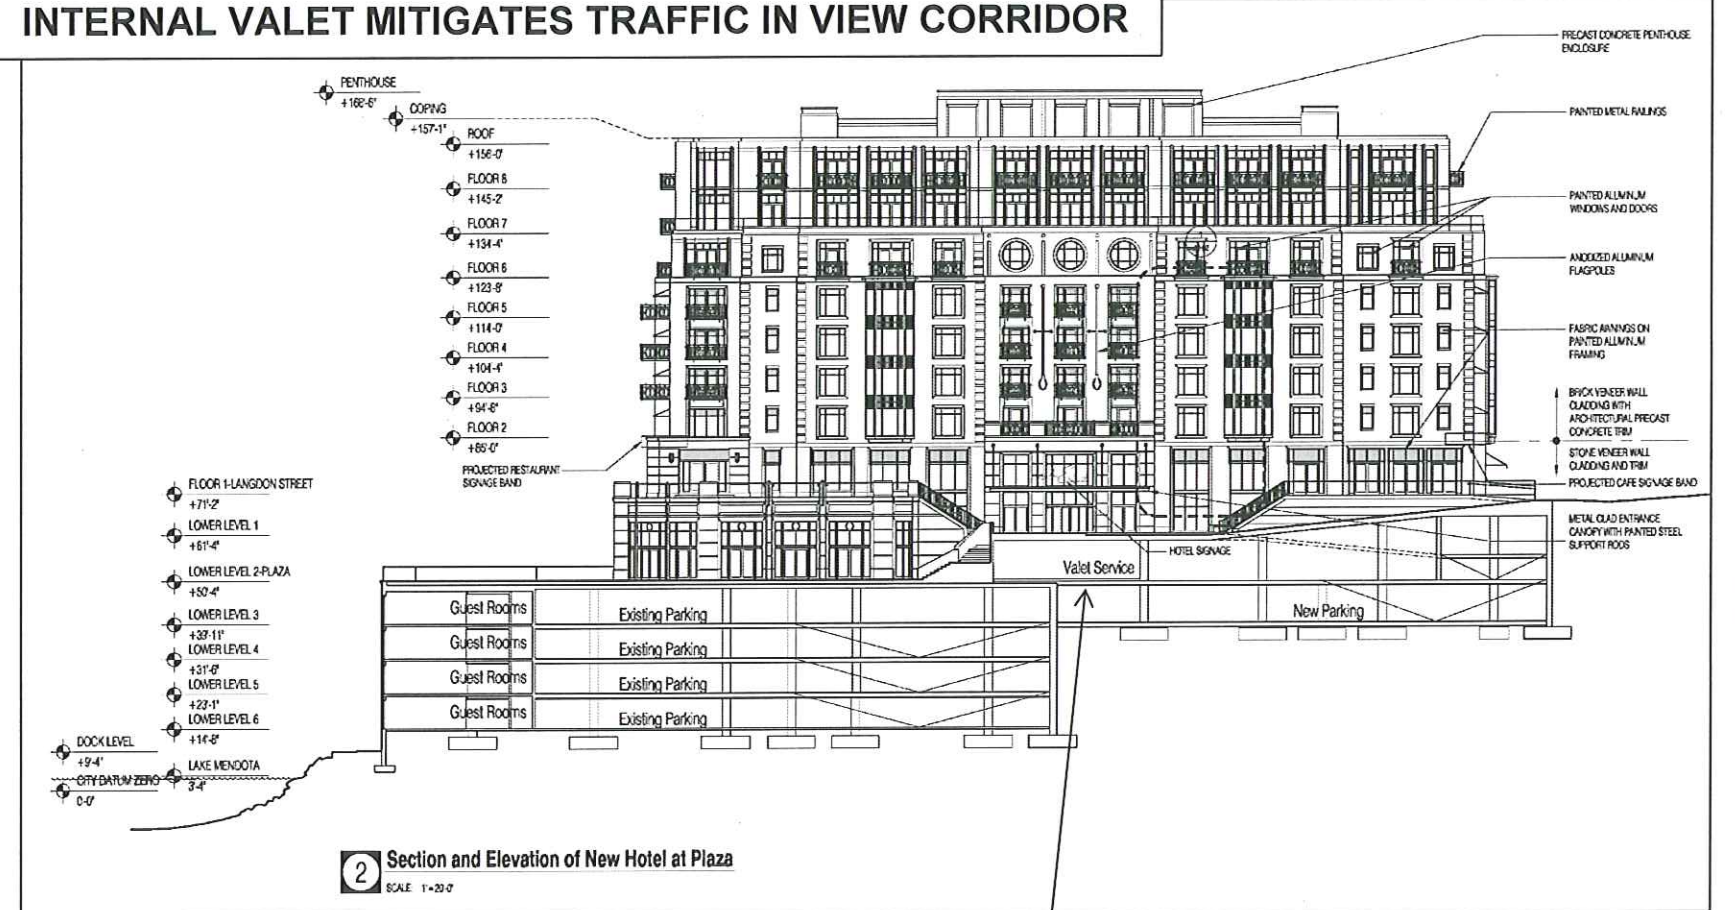 INTERNAL VALET MITIGATES TRAFFIC IN VIEW CORRIDOR
PRECAST CONCRETE PENTHOUSE
ENCLOSURE
PENTHOUSE
+168'-6"
COPING
+157'-1"
ROOF
+156'-0"
FLOOR 8
+145'-2"
FLOOR 7
+134'-4"
FLOOR 6
+123'-8"
FLOOR 5
+114'-0"
FLOOR 4
+104'-4"
FLOOR 3
+94'-8"
FLOOR 2
+85'-0"
PROJECTED RESTAURANT
SIGNAGE BAND
FLOOR 1-LANGDON STREET
+71'-2"
LOWER LEVEL 1
+61'-4"
LOWER LEVEL 2-PLAZA
+50'-4"
LOWER LEVEL 3
+39'-11"
LOWER LEVEL 4
+31'-6"
LOWER LEVEL 5
+23'-1"
LOWER LEVEL 6
+14'-8"
DOCK LEVEL
+9'-4"
LAKE MENDOTA
3'-4"
CITY DATUM ZERO
0'-0"
PAINTED METAL RAILINGS
PAINTED ALUMINUM
WINDOWS AND DOORS
ANODIZED ALUMINUM
FLAGPOLES
FABRIC AWNINGS ON
PAINTED ALUMINUM
FRAMING
BRICK VENEER WALL
CLADDING WITH
ARCHITECTURAL PRECAST
CONCRETE TRIM
STONE VENEER WALL
CLADDING AND TRIM
PROJECTED CAFE SIGNAGE BAND
METAL CLAD ENTRANCE
CANOPY WITH PAINTED STEEL
SUPPORT RODS
HOTEL SIGNAGE
Valet Service
New Parking
Guest Rooms Existing Parking
Guest Rooms Existing Parking
Guest Rooms Existing Parking
Guest Rooms Existing Parking
2 Section and Elevation of New Hotel at Plaza
SCALE 1"=20'-0"